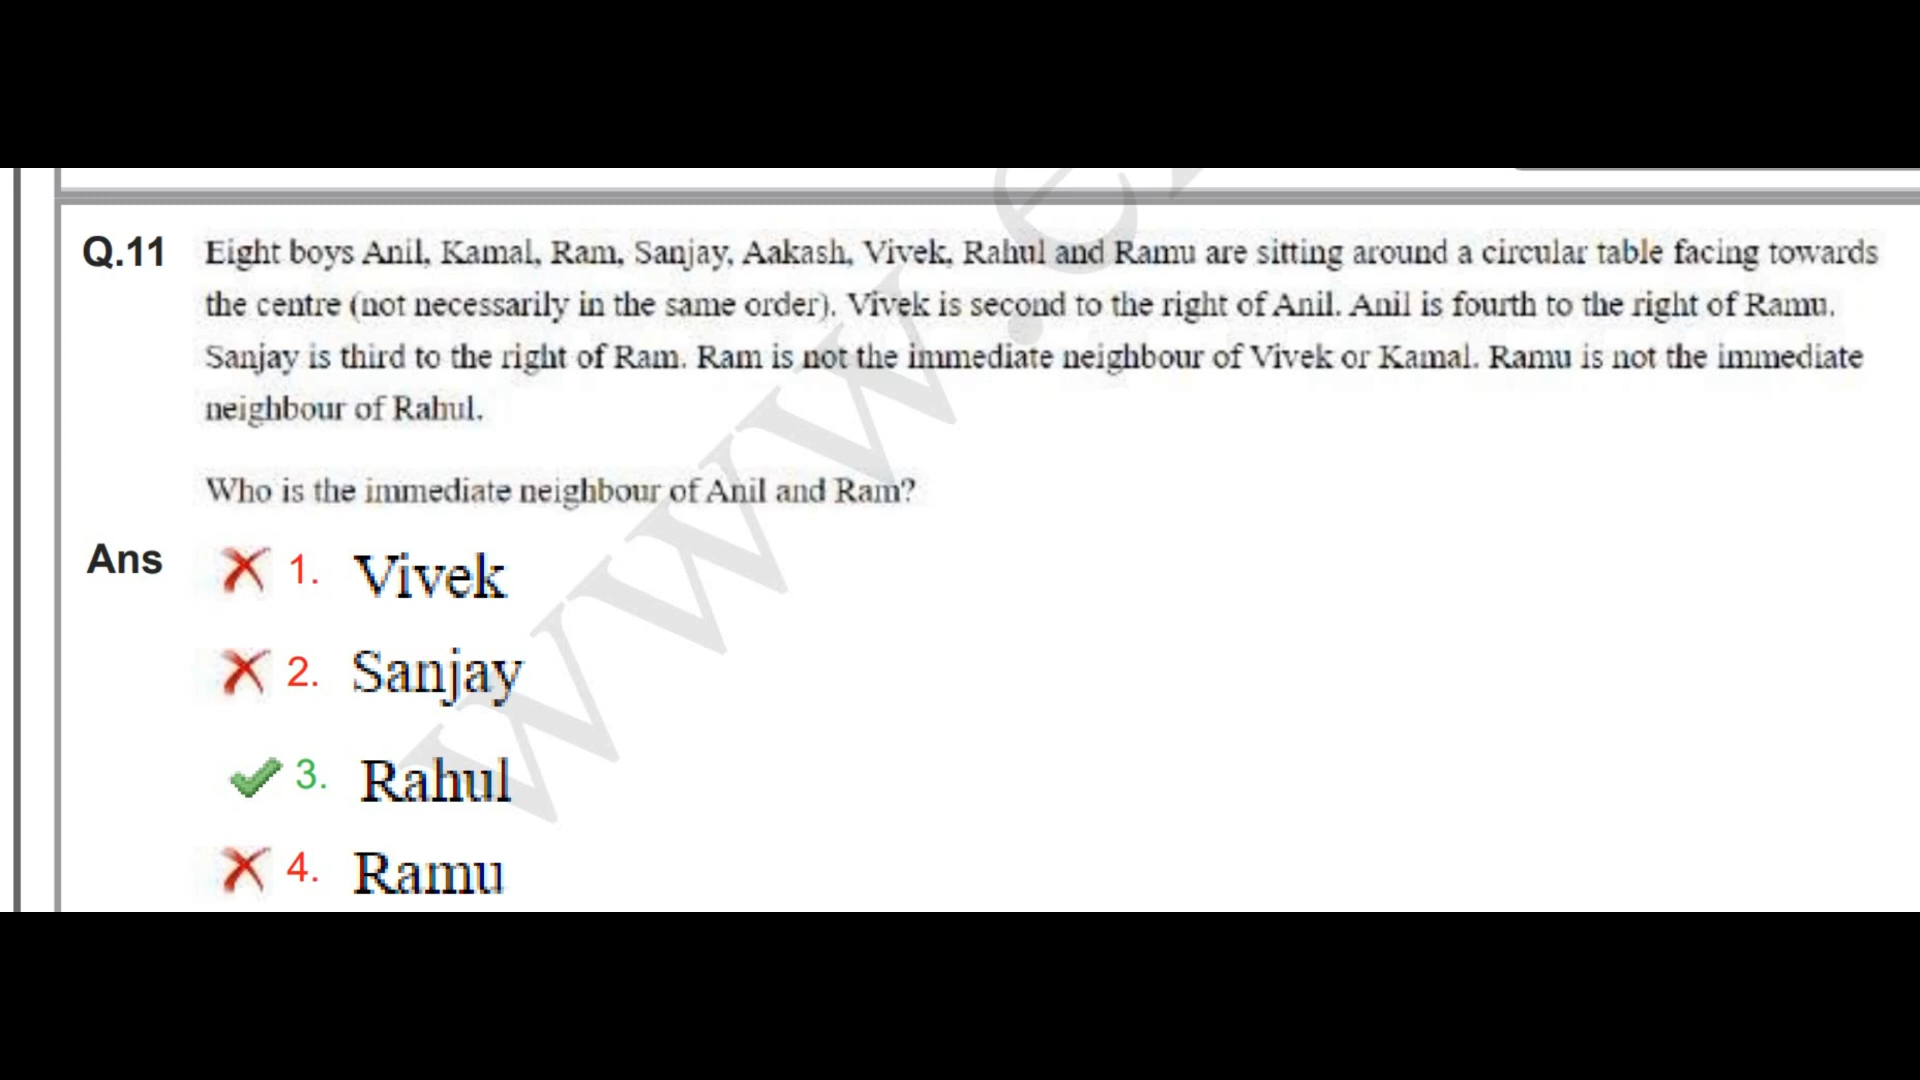 Q.11 Eight boys Anil, Kamal, Ram, Sanjay, Aakash, Vivek, Rahul and Ramu are sitting around a circular table facing towards
the centre (not necessarily in the same order). Vivek is second to the right of Anil. Anil is fourth to the right of Ramu.
Sanjay is third to the right of Ram. Ram is not the immediate neighbour of Vivek or Kamal. Ramu is not the immediate
neighbour of Rahul.
Who is the immediate neighbour of Anil and Ram?
Ans 1. Vivek
2. Sanjay
3. Rahul
4. Ramu
www.e